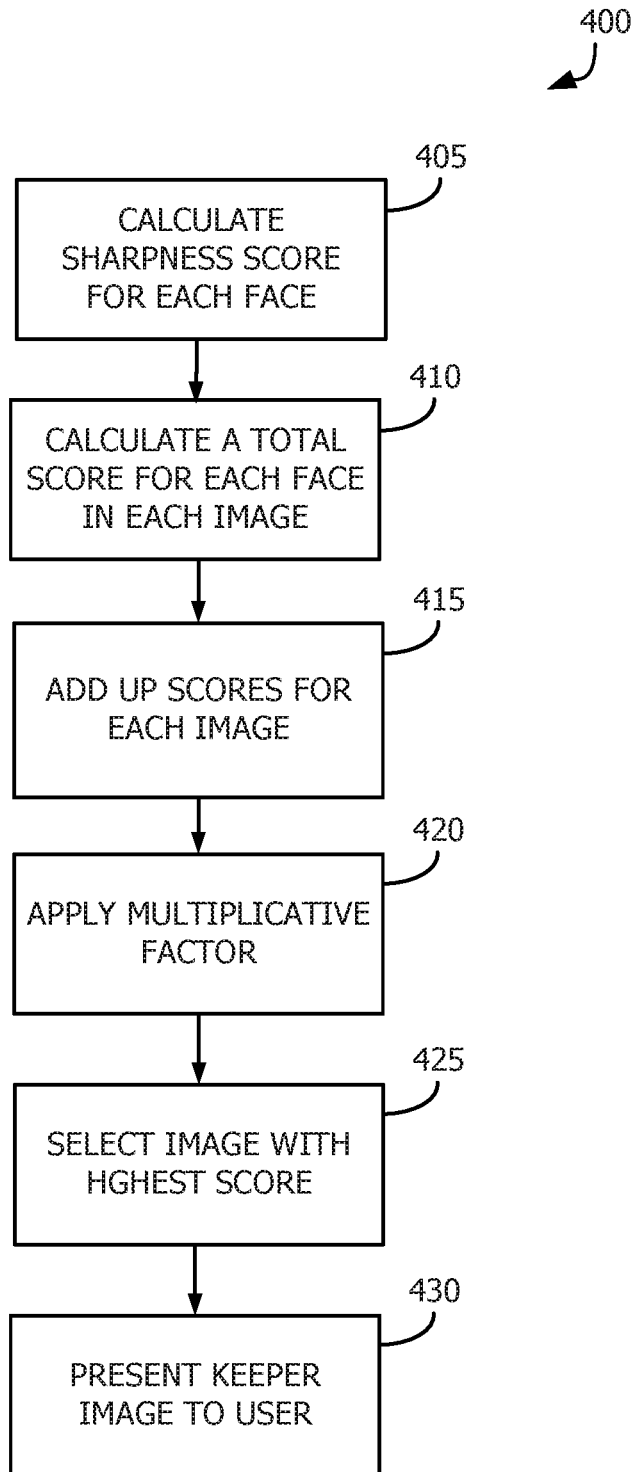 400
405
CALCULATE
SHARPNESS SCORE
FOR EACH FACE
410
CALCULATE A TOTAL
SCORE FOR EACH FACE
IN EACH IMAGE
415
ADD UP SCORES FOR
EACH IMAGE
420
APPLY MULTIPLICATIVE
FACTOR
425
SELECT IMAGE WITH
HGHEST SCORE
430
PRESENT KEEPER
IMAGE TO USER